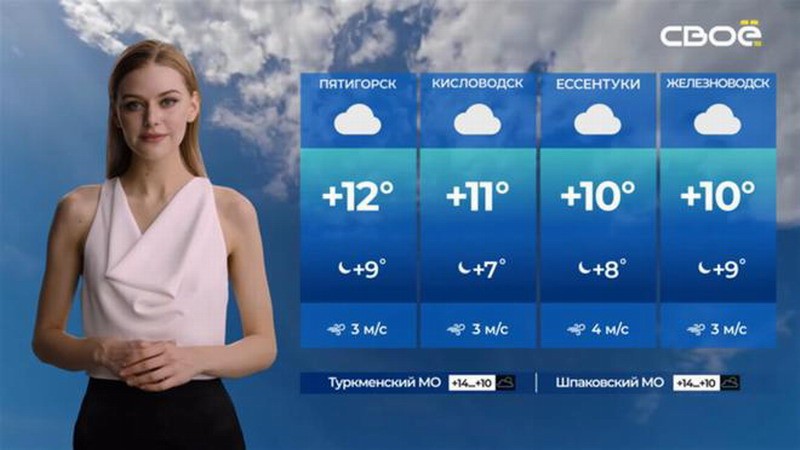 СВОЁ
ПЯТИГОРСК КИСЛОВОДСК ЕССЕНТУКИ ЖЕЛЕЗНОВОДСК
+12° +11° +10° +10°
+9° +7° +8° +9°
3 м/с 3 м/с 4 м/с 3 м/с
Туркменский МО +14...+10 Шпаковский МО +14...+10